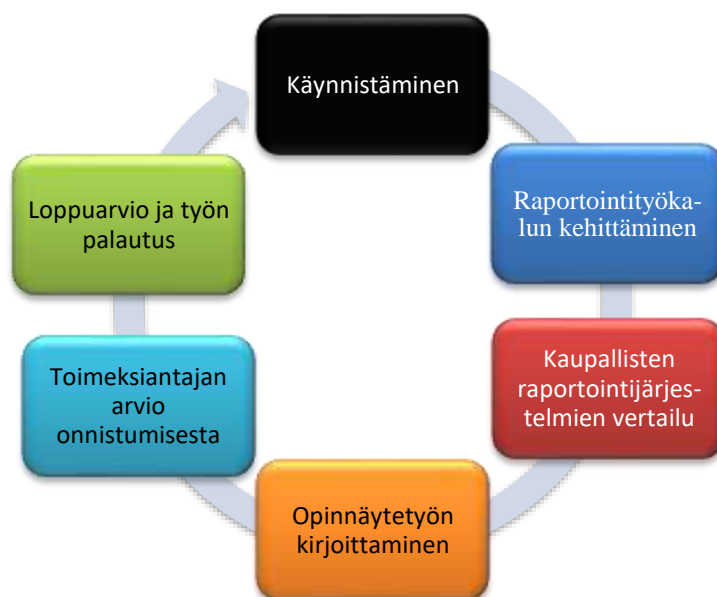 Käynnistäminen
Raportointityöka-
lun kehittäminen
Kaupallisten
raportointijärjes-
telmien vertailu
Opinnäytetyön
kirjoittaminen
Toimeksiantajan
arvio
onnistumisesta
Loppuarvio ja työn
palautus